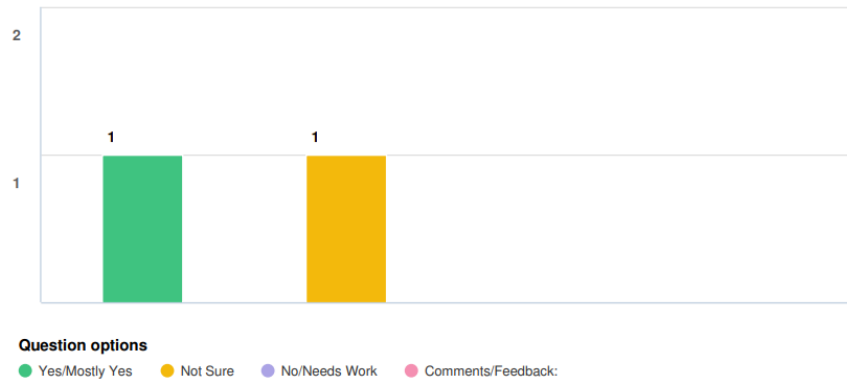 2
1 1
1
Question options
Yes/Mostly Yes Not Sure No/Needs Work Comments/Feedback: